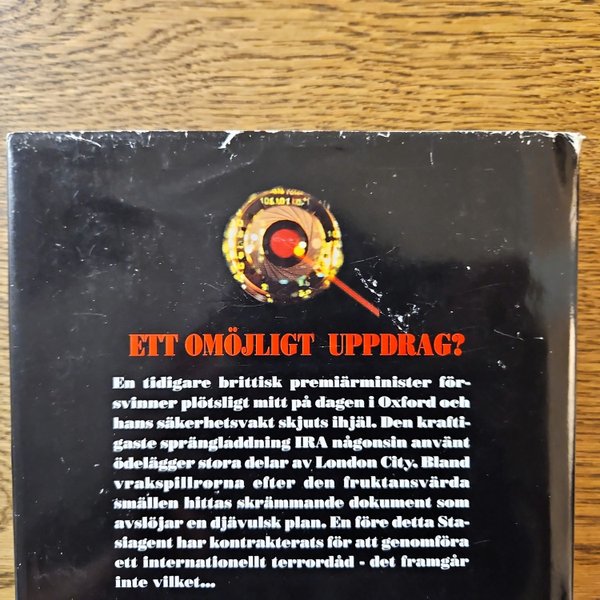 ETT OMÖJLIGT UPPDRAG?
En tidigare brittisk premiärminister för-
svinner plötsligt mitt på dagen i Oxford och
hans säkerhetsvakt skjuts ihjäl. Den krafti-
gaste sprängladdning IRA någonsin använt
ödelägger stora delar av London City. Bland
vrakspillrorna efter den fruktansvärda
smällen hittas skrämmande dokument som
avslöjar en djävulsk plan. En före detta Sta-
siagent har kontrakterats för att genomföra
ett internationellt terrordåd - det framgår
inte vilket...